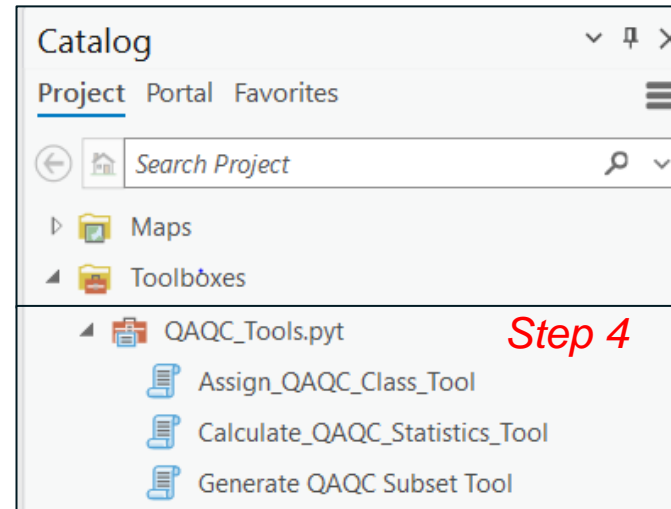 Catalog
Project Portal Favorites
Search Project
Maps
Toolboxes
QAQC_Tools.pyt Step 4
Assign_QAQC_Class_Tool
Calculate_QAQC_Statistics_Tool
Generate QAQC Subset Tool